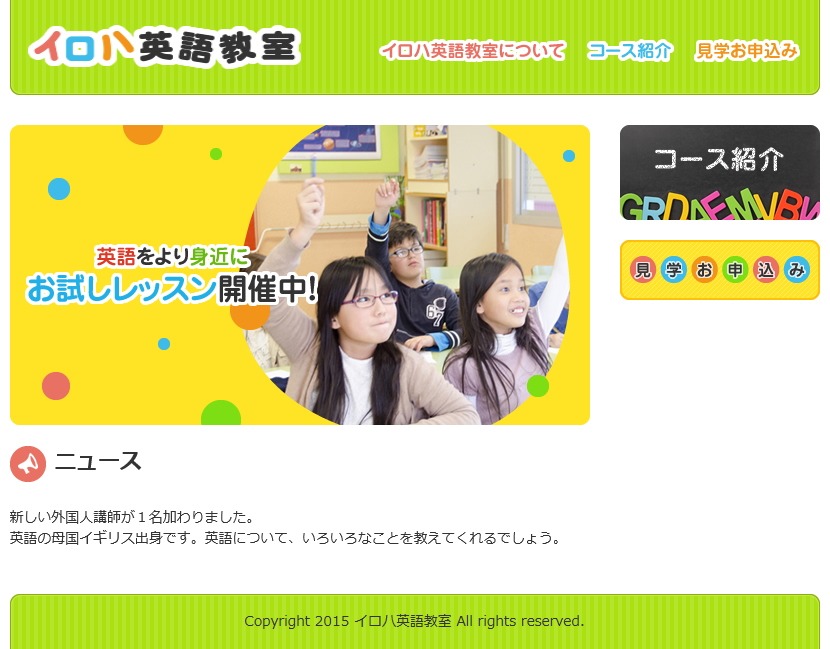 イロハ英語教室
イロハ英語教室について
コース紹介
見学お申込み
英語をより身近に
お試しレッスン開催中!
67
コース紹介
GRDAEMVBW
見学お申込み
ニュース
新しい外国人講師が１名加わりました。
英語の母国イギリス出身です。英語について、いろいろなことを教えてくれるでしょう。
Copyright 2015 イロハ英語教室 All rights reserved.